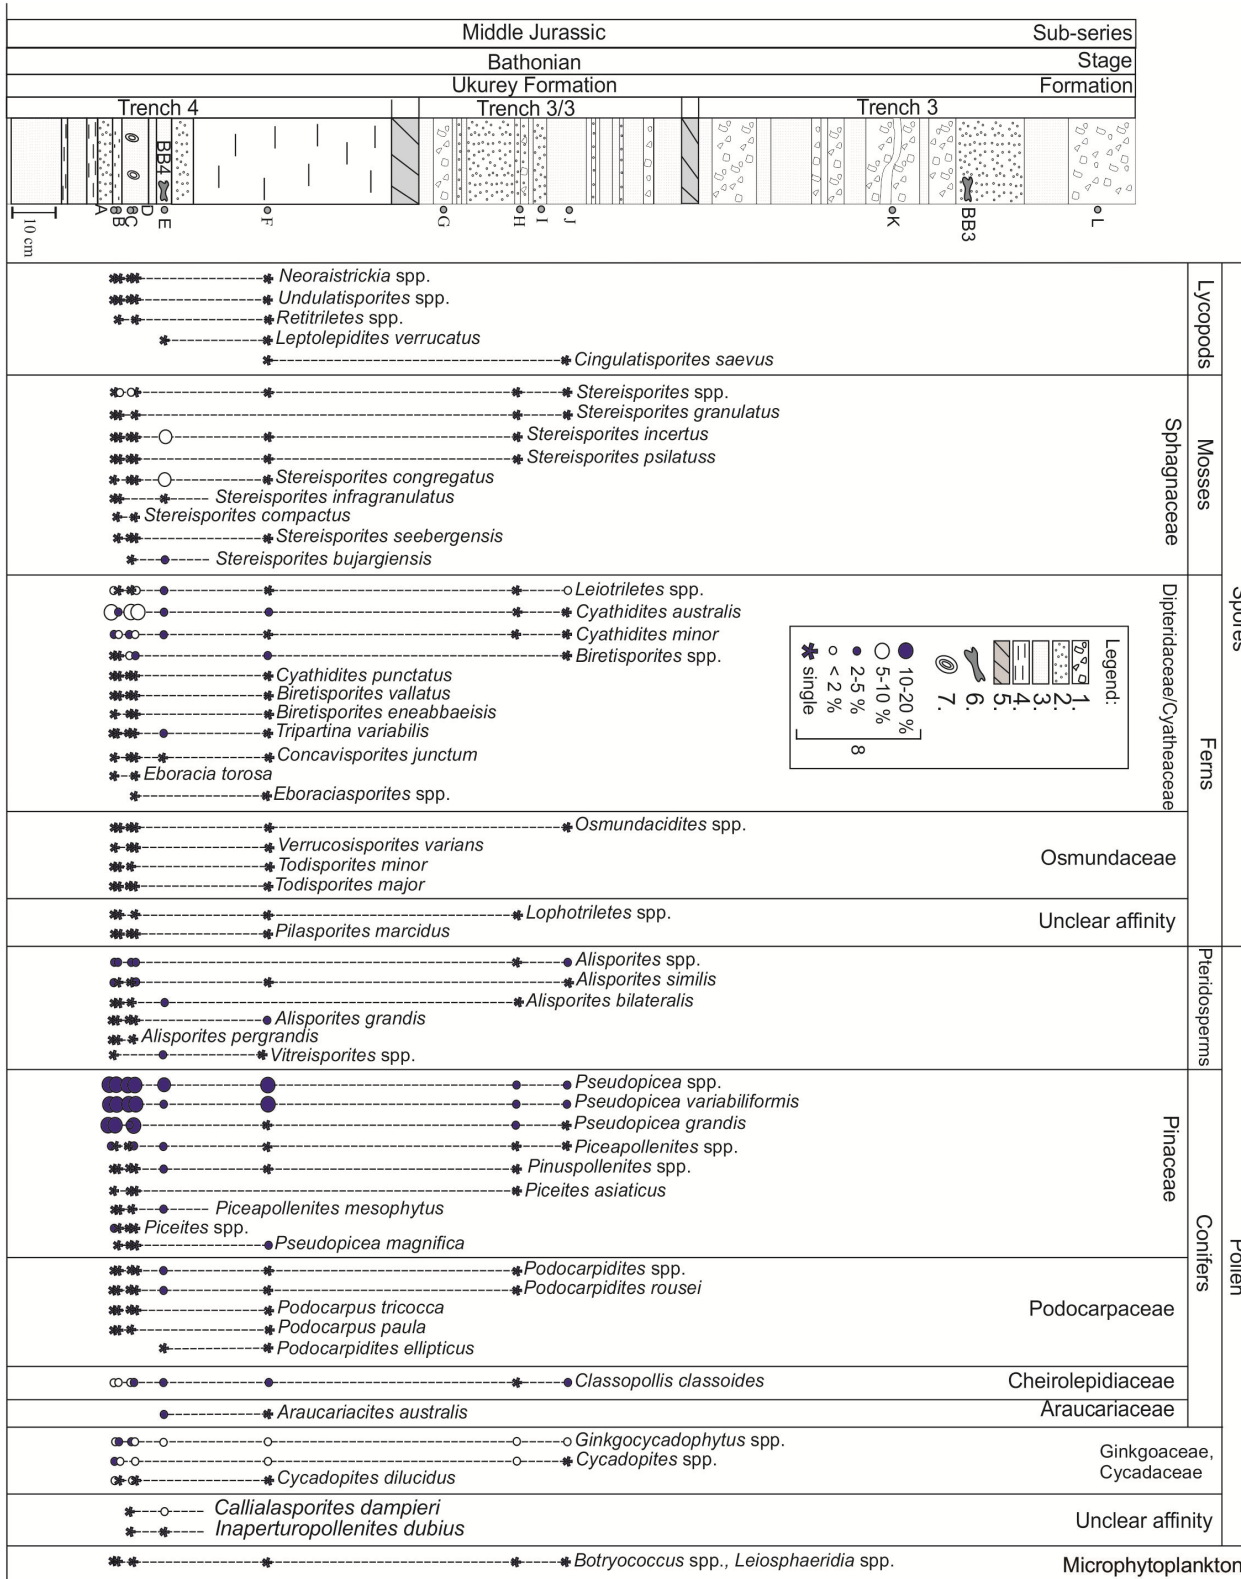 Middle Jurassic Sub-series
Bathonian Stage
Ukurey Formation Formation
Trench 4 Trench 3/3 Trench 3
BB4
A B C D E F G H I J K BB3 L
10 cm
Neoraistrickia spp.
Undulatisporites spp.
Retitriletes spp.
Leptolepidites verrucatus
Cingulatisporites saevus
Lycopods
Stereisporites spp.
Stereisporites granulatus
Stereisporites incertus
Stereisporites psilatuss
Stereisporites congregatus
Stereisporites infragranulatus
Stereisporites compactus
Stereisporites seebergensis
Stereisporites bujargiensis
Sphagnaceae
Mosses
Spores
Leiotriletes spp.
Cyathidites australis
Cyathidites minor
Biretisporites spp.
Cyathidites punctatus
Biretisporites vallatus
Biretisporites eneabbaeisis
Tripartina variabilis
Concavisporites junctum
Eboracia torosa
Eboraciasporites spp.
Dipteridaceae/Cyatheaceae
Ferns
Legend:
1.
2.
3.
4.
5.
6.
7.
10-20 %
5-10 %
2-5 %
< 2 %
single
8
Osmundacidites spp.
Verrucosisporites varians
Todisporites minor
Todisporites major
Osmundaceae
Lophotriletes spp.
Pilasporites marcidus
Unclear affinity
Alisporites spp.
Alisporites similis
Alisporites bilateralis
Alisporites grandis
Alisporites pergrandis
Vitreisporites spp.
Pteridosperms
Pseudopicea spp.
Pseudopicea variabiliformis
Pseudopicea grandis
Piceapollenites spp.
Pinuspollenites spp.
Piceites asiaticus
Piceapollenites mesophytus
Piceites spp.
Pseudopicea magnifica
Pinaceae
Conifers
Pollen
Podocarpidites spp.
Podocarpidites rousei
Podocarpus tricocca
Podocarpus paula
Podocarpidites ellipticus
Podocarpaceae
Classopollis classoides
Cheirolepidiaceae
Araucariacites australis
Araucariaceae
Ginkgocycadophytus spp.
Cycadopites spp.
Cycadopites dilucidus
Ginkgoaceae,
Cycadaceae
Callialasporites dampieri
Inaperturopollenites dubius
Unclear affinity
Botryococcus spp., Leiosphaeridia spp.
Microphytoplankton